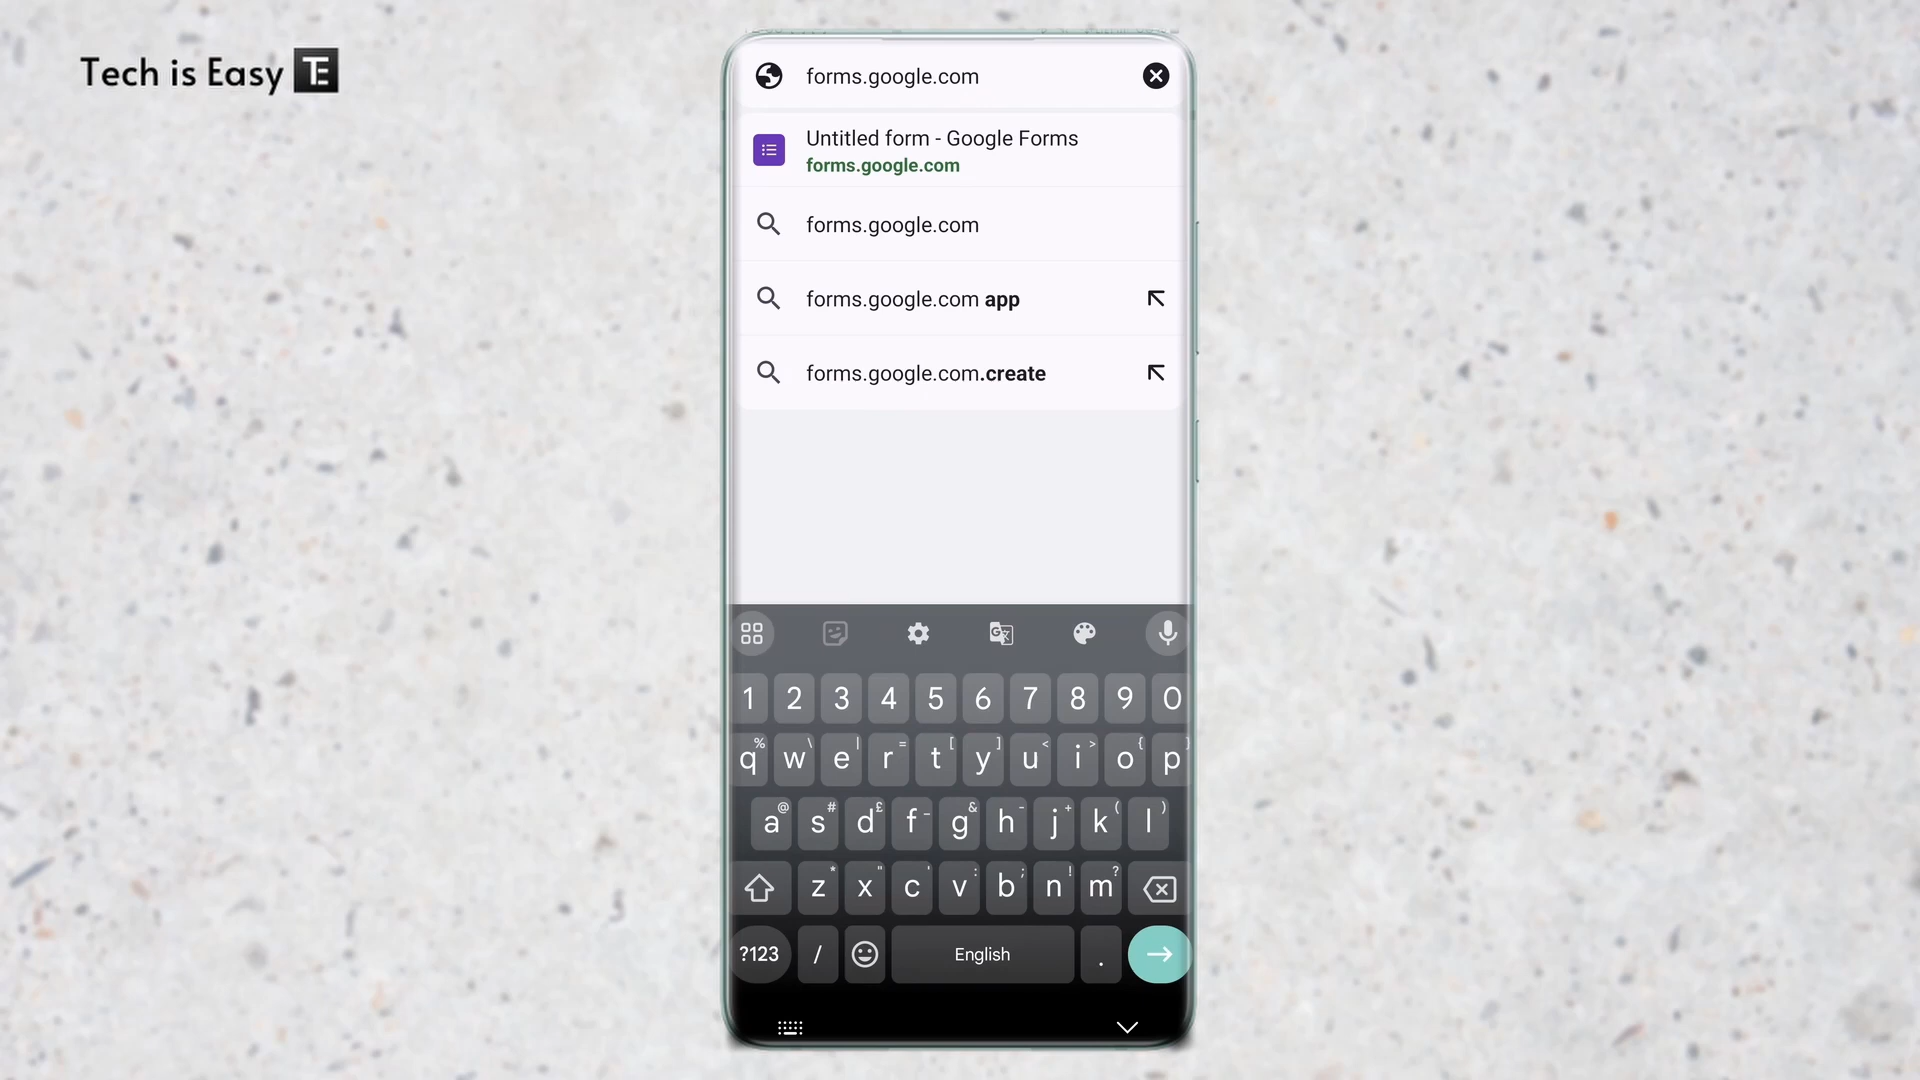 Tech is Easy TE
forms.google.com
Untitled form - Google Forms
forms.google.com
forms.google.com
forms.google.com app
forms.google.com.create
1 2 3 4 5 6 7 8 9 0
% \ | = [ ] < > { }
q w e r t y u i o p
@ # £ - & - + ( )
a s d f g h j k l
* " ' : ; ! ?
z x c v b n m
?123 / English .